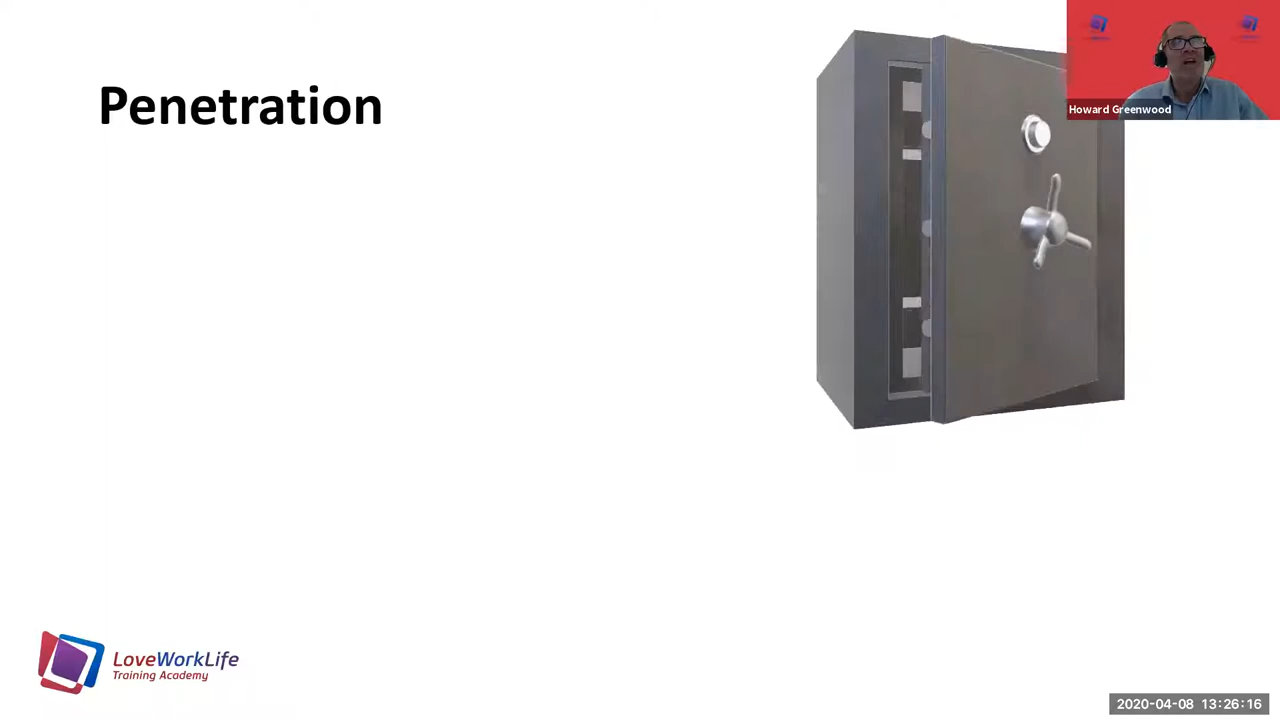 Penetration
Howard Greenwood
LoveWorkLife
Training Academy
2020-04-08 13:26:16